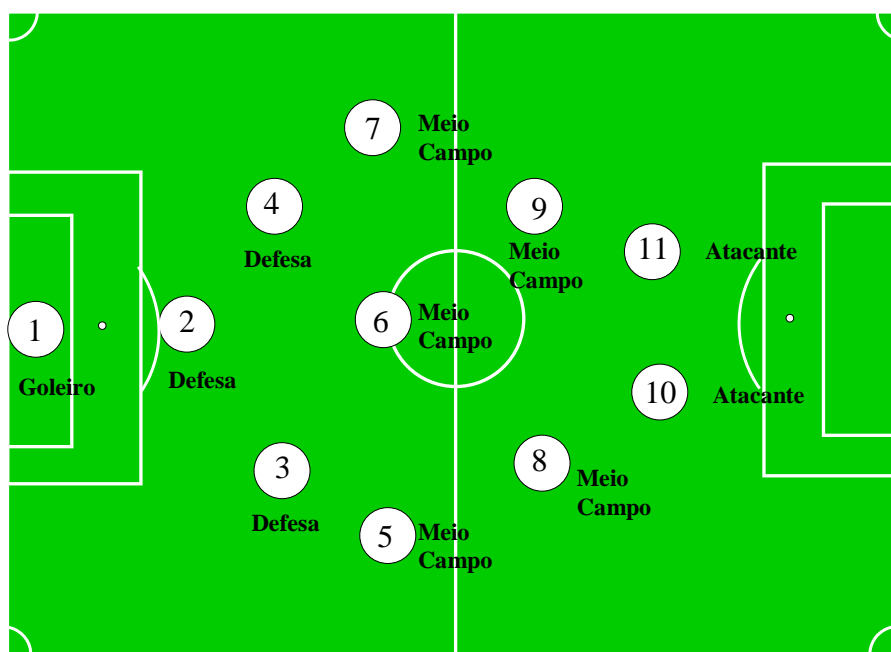 7
Meio
Campo
4
Defesa
9
Meio
Campo
11
Atacante
1
Goleiro
2
Defesa
6
Meio
Campo
10
Atacante
3
Defesa
8
Meio
Campo
5
Meio
Campo